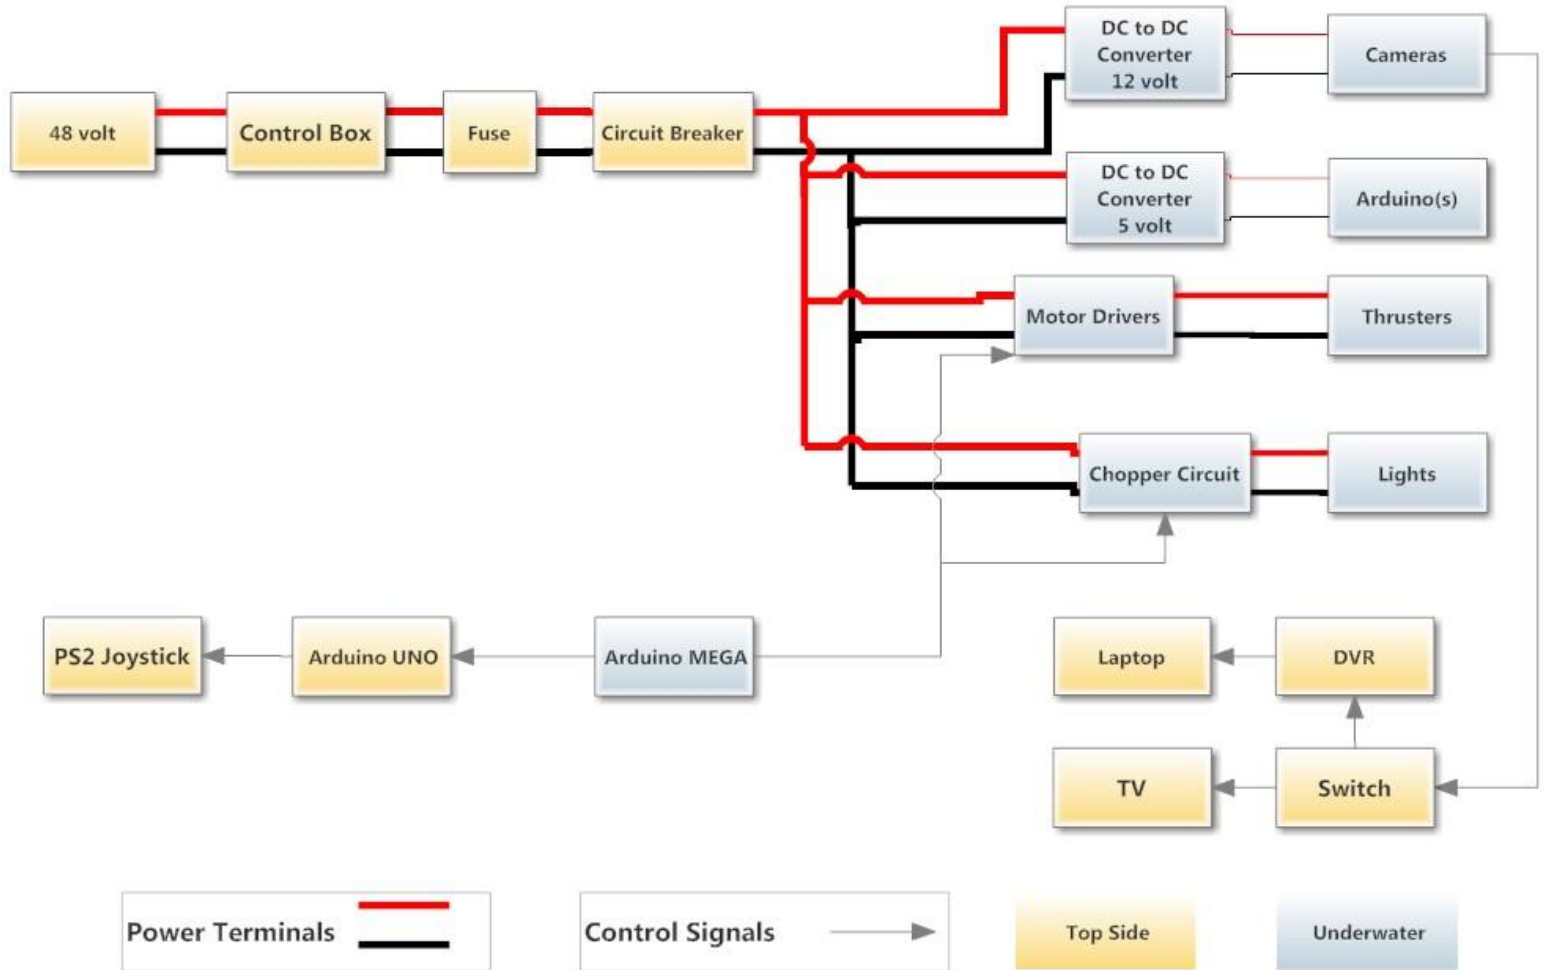 DC to DC
Converter
12 volt
Cameras
48 volt
Control Box
Fuse
Circuit Breaker
DC to DC
Converter
5 volt
Arduino(s)
Motor Drivers
Thrusters
Chopper Circuit
Lights
PS2 Joystick
Arduino UNO
Arduino MEGA
Laptop
DVR
TV
Switch
Power Terminals
Control Signals
Top Side
Underwater